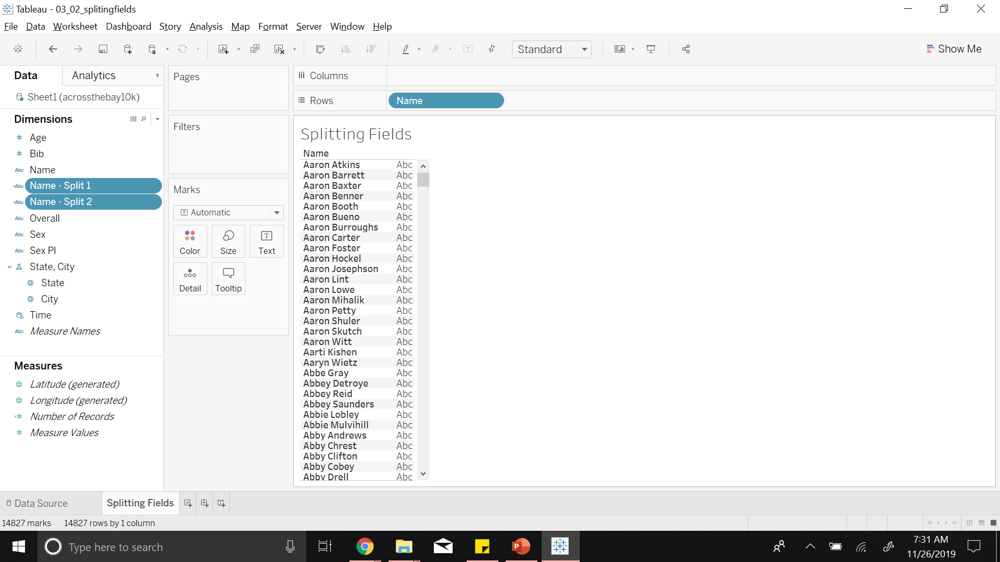 Tableau - 03_02_splitingfields
File Data Worksheet Dashboard Story Analysis Map Format Server Window Help
Standard
Show Me
Data Analytics
Sheet1 (acrossthebay10k)
Dimensions
# Age
# Bib
Abc Name
=Abc Name - Split 1
=Abc Name - Split 2
Abc Overall
Abc Sex
Abc Sex Pl
State, City
State
City
Time
Abc Measure Names
Measures
Latitude (generated)
Longitude (generated)
=# Number of Records
# Measure Values
Pages
Filters
Marks
Automatic
Color Size Text
Detail Tooltip
Columns
Rows Name
Splitting Fields
Name
Aaron Atkins Abc
Aaron Barrett Abc
Aaron Baxter Abc
Aaron Benner Abc
Aaron Booth Abc
Aaron Bueno Abc
Aaron Burroughs Abc
Aaron Carter Abc
Aaron Foster Abc
Aaron Hockel Abc
Aaron Josephson Abc
Aaron Lint Abc
Aaron Lowe Abc
Aaron Mihalik Abc
Aaron Petty Abc
Aaron Shuler Abc
Aaron Skutch Abc
Aaron Witt Abc
Aarti Kishen Abc
Aaryn Wietz Abc
Abbe Gray Abc
Abbey Detroye Abc
Abbey Reid Abc
Abbey Saunders Abc
Abbie Lobley Abc
Abbie Mulvihill Abc
Abby Andrews Abc
Abby Chrest Abc
Abby Clifton Abc
Abby Cobey Abc
Abby Drell Abc
Data Source Splitting Fields
14827 marks 14827 rows by 1 column
Type here to search
7:31 AM
11/26/2019